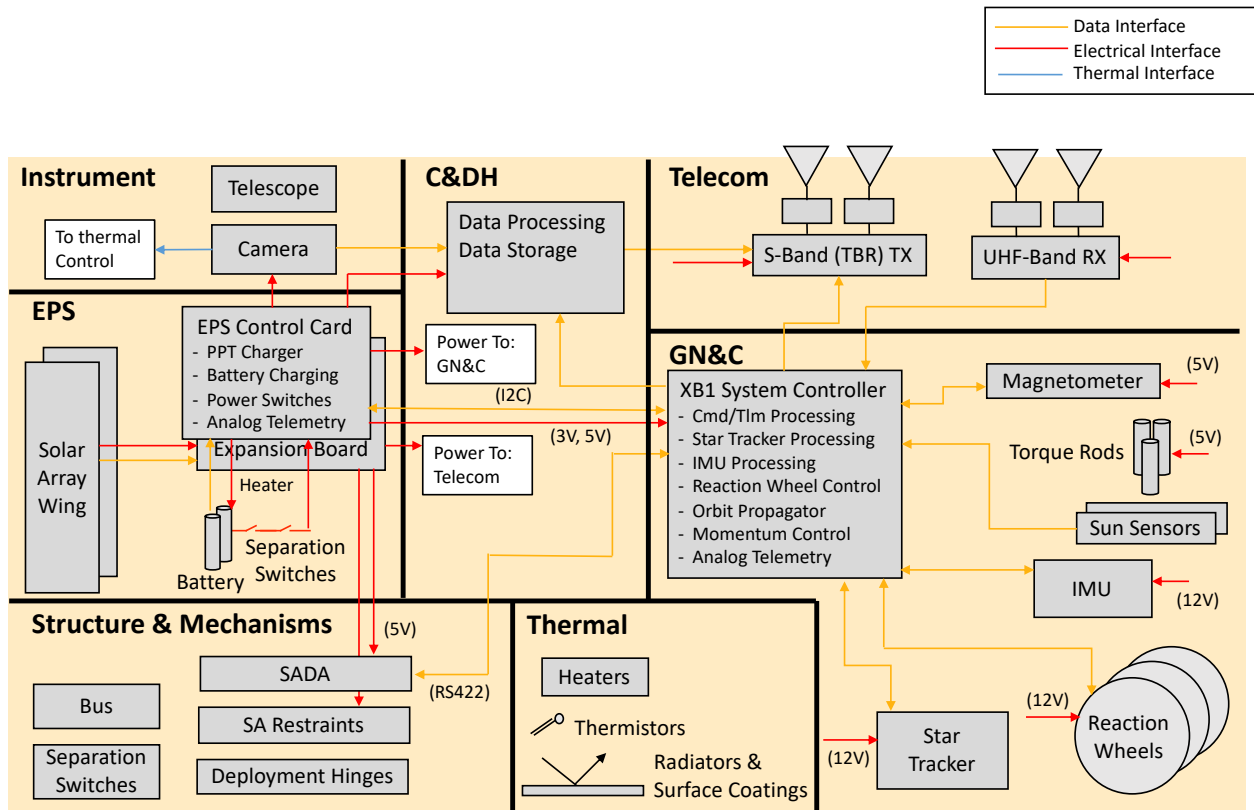 Data Interface
Electrical Interface
Thermal Interface
Instrument
Telescope
To thermal
Control
Camera
C&DH
Data Processing
Data Storage
Telecom
S-Band (TBR) TX
UHF-Band RX
EPS
EPS Control Card
- PPT Charger
- Battery Charging
- Power Switches
- Analog Telemetry
Expansion Board
Solar
Array
Wing
Heater
Battery
Separation
Switches
Power To:
GN&C
(I2C)
(3V, 5V)
Power To:
Telecom
GN&C
XB1 System Controller
- Cmd/Tlm Processing
- Star Tracker Processing
- IMU Processing
- Reaction Wheel Control
- Orbit Propagator
- Momentum Control
- Analog Telemetry
Magnetometer
(5V)
Torque Rods
(5V)
Sun Sensors
IMU
(12V)
(12V)
Reaction
Wheels
(12V)
Star
Tracker
Structure & Mechanisms
(5V)
SADA
(RS422)
Bus
SA Restraints
Separation
Switches
Deployment Hinges
Thermal
Heaters
Thermistors
Radiators &
Surface Coatings